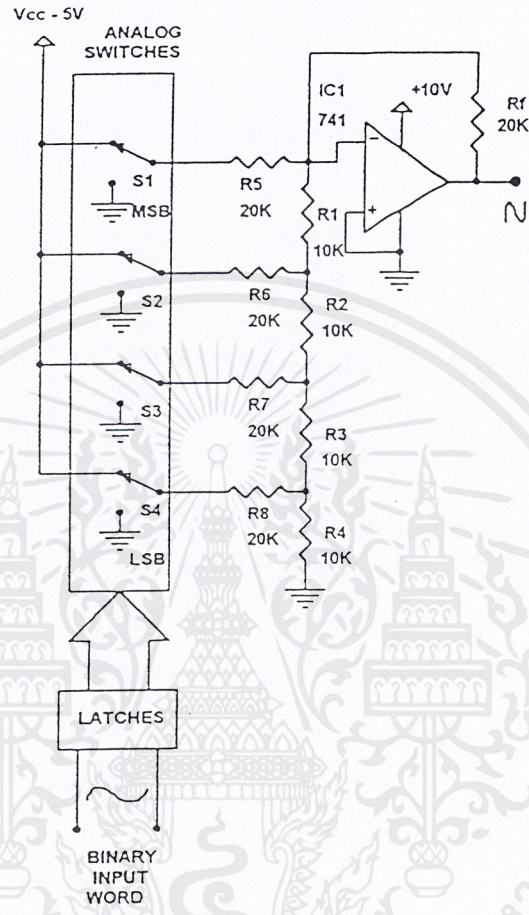 Vcc - 5V
ANALOG
SWITCHES
IC1
741
+10V
Rf
20K
S1
MSB
R5
20K
R1
10K
−
+
S2
R6
20K
R2
10K
S3
R7
20K
R3
10K
S4
LSB
R8
20K
R4
10K
LATCHES
BINARY
INPUT
WORD